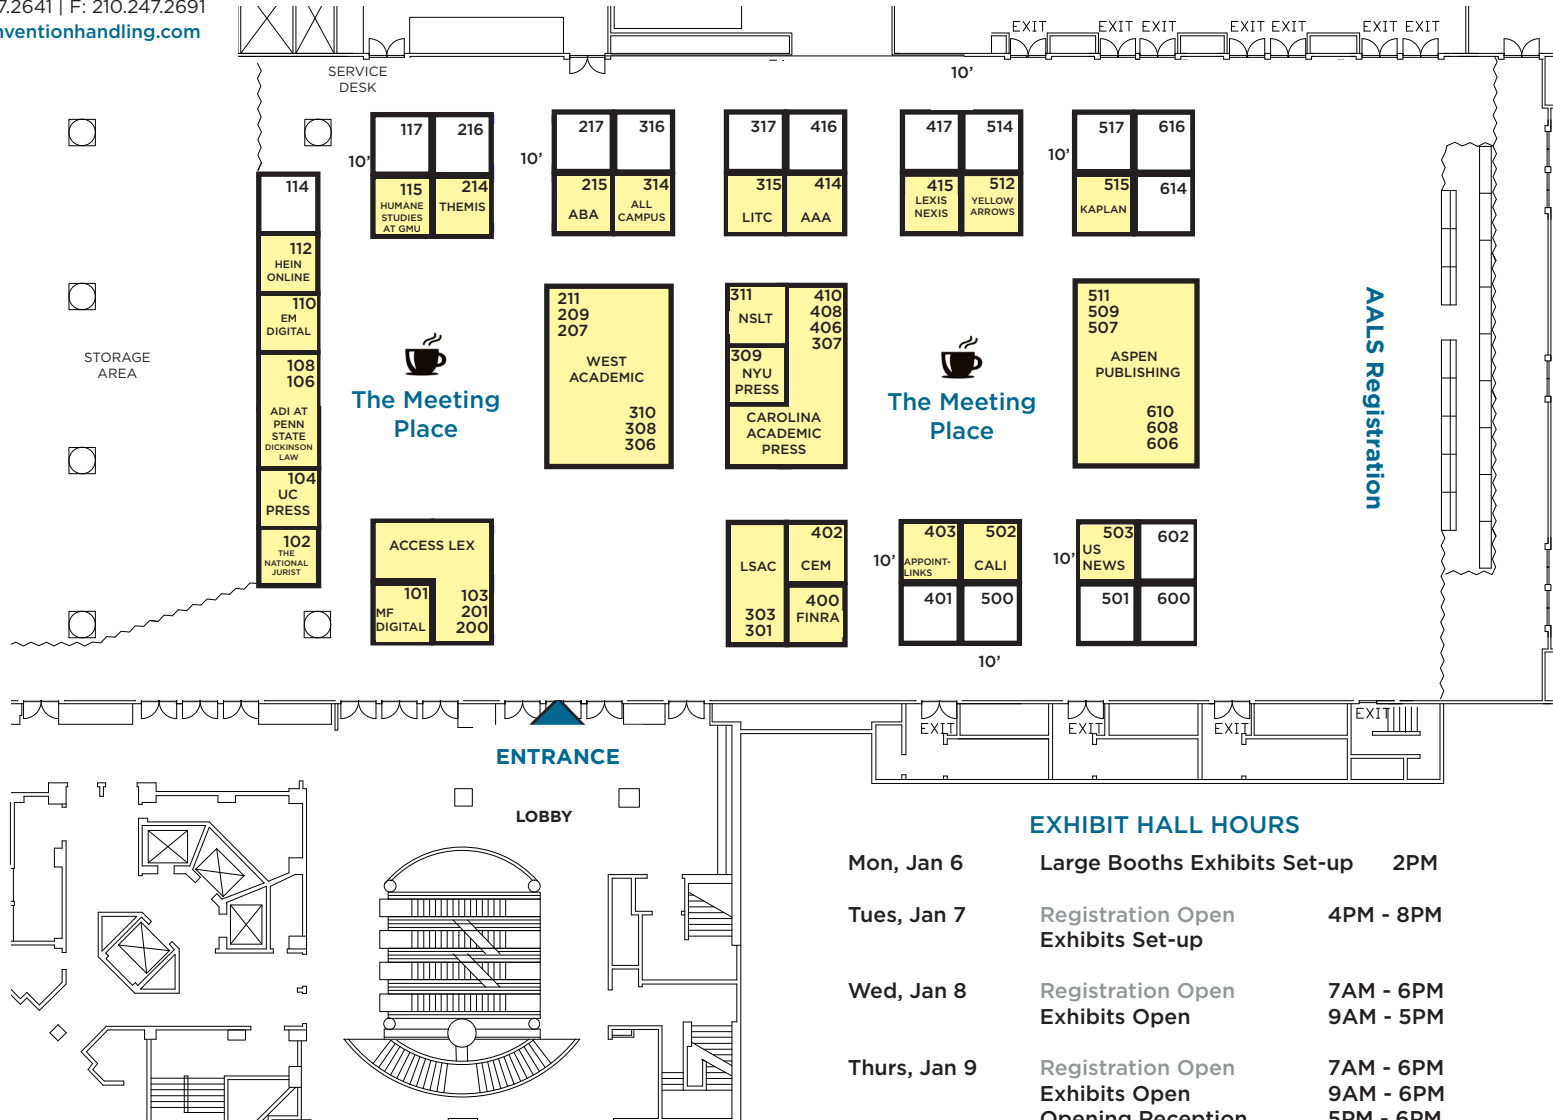 7.2641 | F: 210.247.2691
nventionhandling.com
EXIT
EXIT EXIT
EXIT EXIT
EXIT EXIT
SERVICE
DESK
10'
117
216
10'
115
HUMANE
STUDIES
AT GMU
214
THEMIS
217
316
10'
215
ABA
314
ALL
CAMPUS
317
416
315
LITC
414
AAA
417
514
415
LEXIS
NEXIS
512
YELLOW
ARROWS
10'
517
616
515
KAPLAN
614
114
112
HEIN
ONLINE
110
EM
DIGITAL
108
106
ADI AT
PENN
STATE
DICKINSON
LAW
104
UC
PRESS
102
THE
NATIONAL
JURIST
STORAGE
AREA
The Meeting
Place
211
209
207
WEST
ACADEMIC
310
308
306
311
NSLT
309
NYU
PRESS
410
408
406
307
CAROLINA
ACADEMIC
PRESS
The Meeting
Place
511
509
507
ASPEN
PUBLISHING
610
608
606
AALS Registration
ACCESS LEX
101
MF
DIGITAL
103
201
200
LSAC
303
301
402
CEM
400
FINRA
10'
403
APPOINT-
LINKS
502
CALI
401
500
10'
10'
503
US
NEWS
602
501
600
EXIT
EXIT
EXIT
EXIT
ENTRANCE
LOBBY
EXHIBIT HALL HOURS
Mon, Jan 6 Large Booths Exhibits Set-up 2PM
Tues, Jan 7 Registration Open 4PM - 8PM
Exhibits Set-up
Wed, Jan 8 Registration Open 7AM - 6PM
Exhibits Open 9AM - 5PM
Thurs, Jan 9 Registration Open 7AM - 6PM
Exhibits Open 9AM - 6PM
Opening Reception 5PM - 6PM